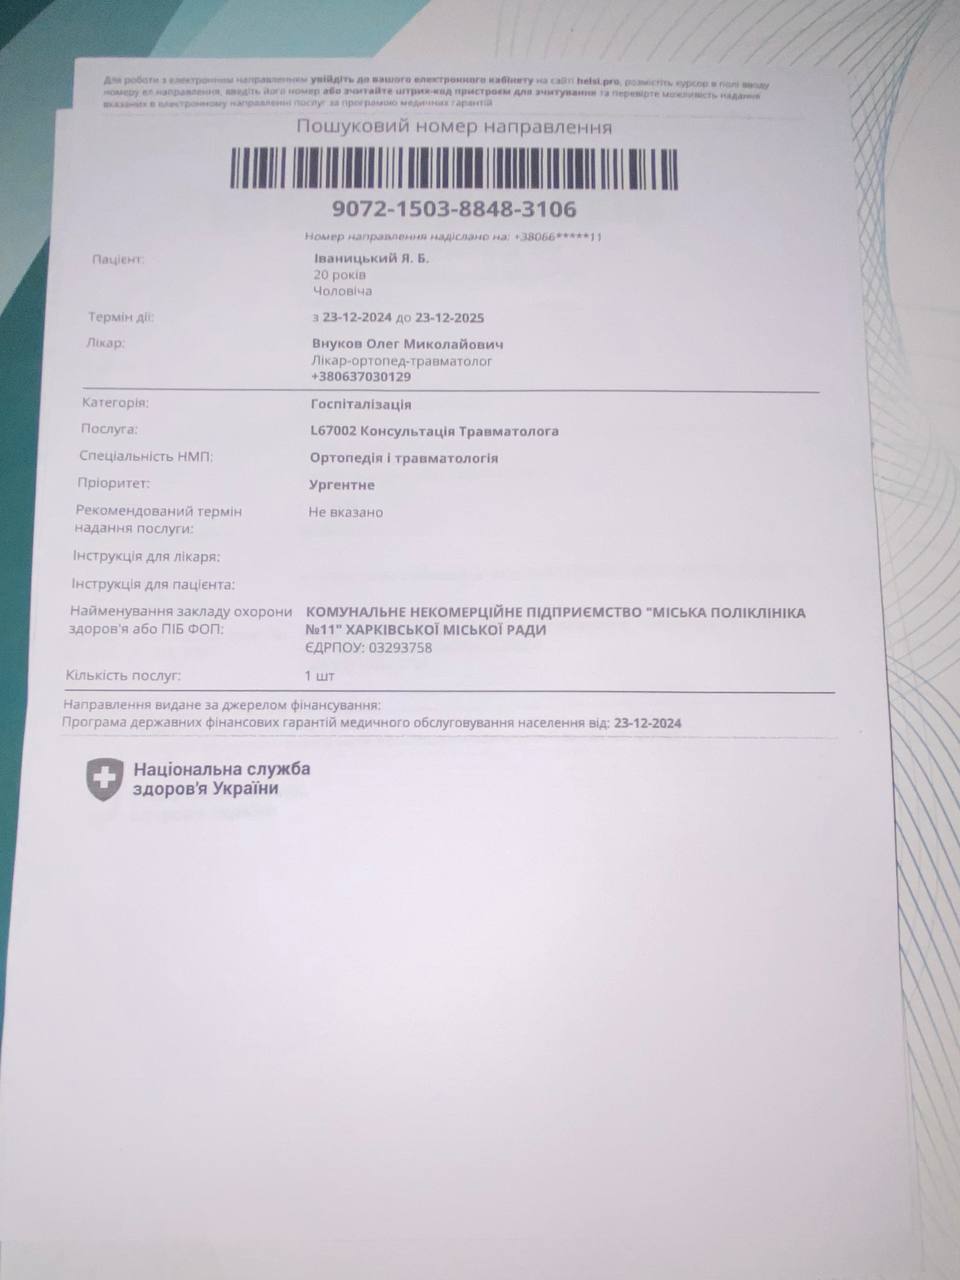 Для роботи з електронним направленням увійдіть до вашого електронного кабінету на сайті helsi.pro, розмістіть курсор в полі вводу
номеру ел.направлення, введіть його номер або зчитайте штрих-код пристроєм для зчитування та перевірте можливість надання
вказаних в електронному направленні послуг за програмою медичних гарантій
Пошуковий номер направлення
9072-1503-8848-3106
Номер направлення надіслано на: +38066*****11
Пацієнт: Іваницький Я. Б.
20 років
Чоловіча
Термін дії: з 23-12-2024 до 23-12-2025
Лікар: Внуков Олег Миколайович
Лікар-ортопед-травматолог
+380637030129
Категорія: Госпіталізація
Послуга: L67002 Консультація Травматолога
Спеціальність НМП: Ортопедія і травматологія
Пріоритет: Ургентне
Рекомендований термін Не вказано
надання послуги:
Інструкція для лікаря:
Інструкція для пацієнта:
Найменування закладу охорони КОМУНАЛЬНЕ НЕКОМЕРЦІЙНЕ ПІДПРИЄМСТВО "МІСЬКА ПОЛІКЛІНІКА
здоров'я або ПІБ ФОП: №11" ХАРКІВСЬКОЇ МІСЬКОЇ РАДИ
ЄДРПОУ: 03293758
Кількість послуг: 1 шт
Направлення видане за джерелом фінансування:
Програма державних фінансових гарантій медичного обслуговування населення від: 23-12-2024
Національна служба
здоров'я України